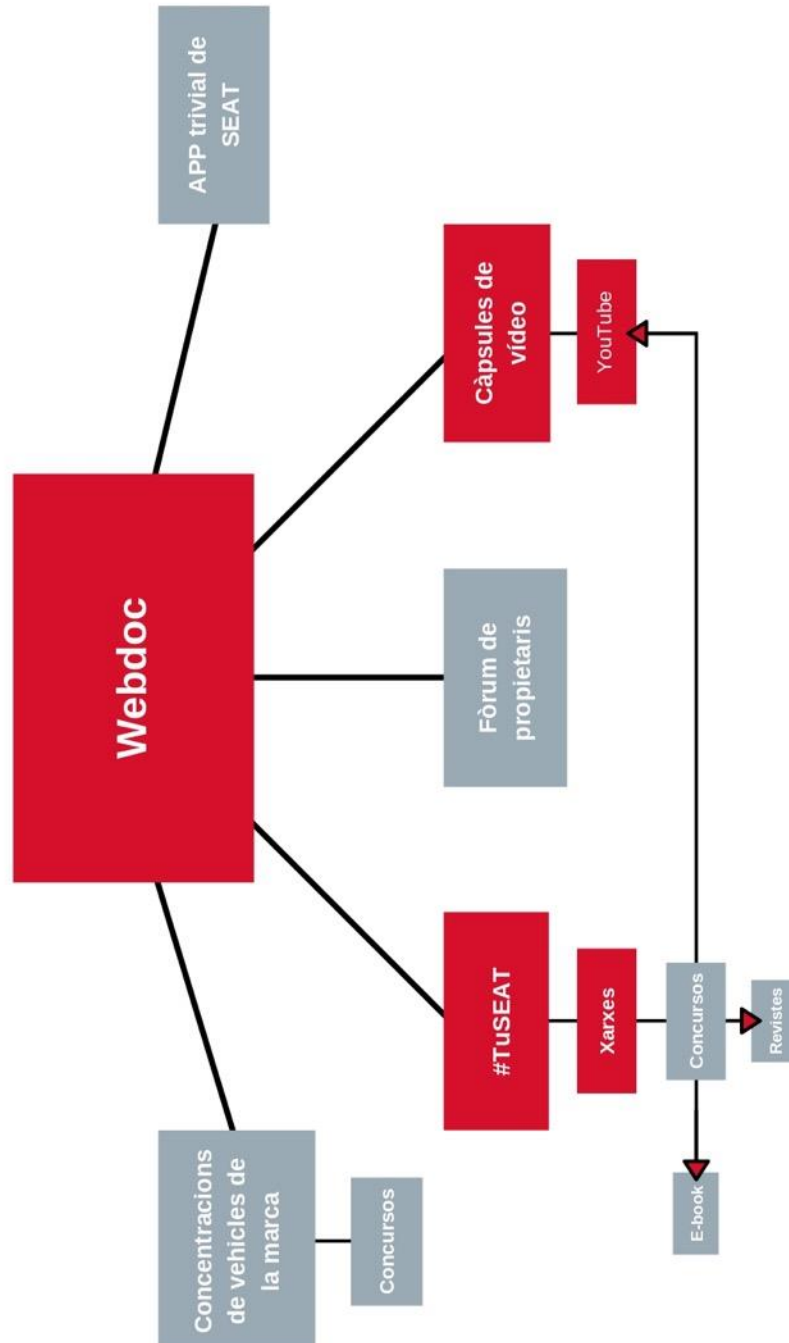 Webdoc
Concentracions
de vehicles de
la marca
Concursos
#TuSEAT
Xarxes
Concursos
E-book
Revistes
Fòrum de
propietaris
Càpsules de
vídeo
YouTube
APP trivial de
SEAT